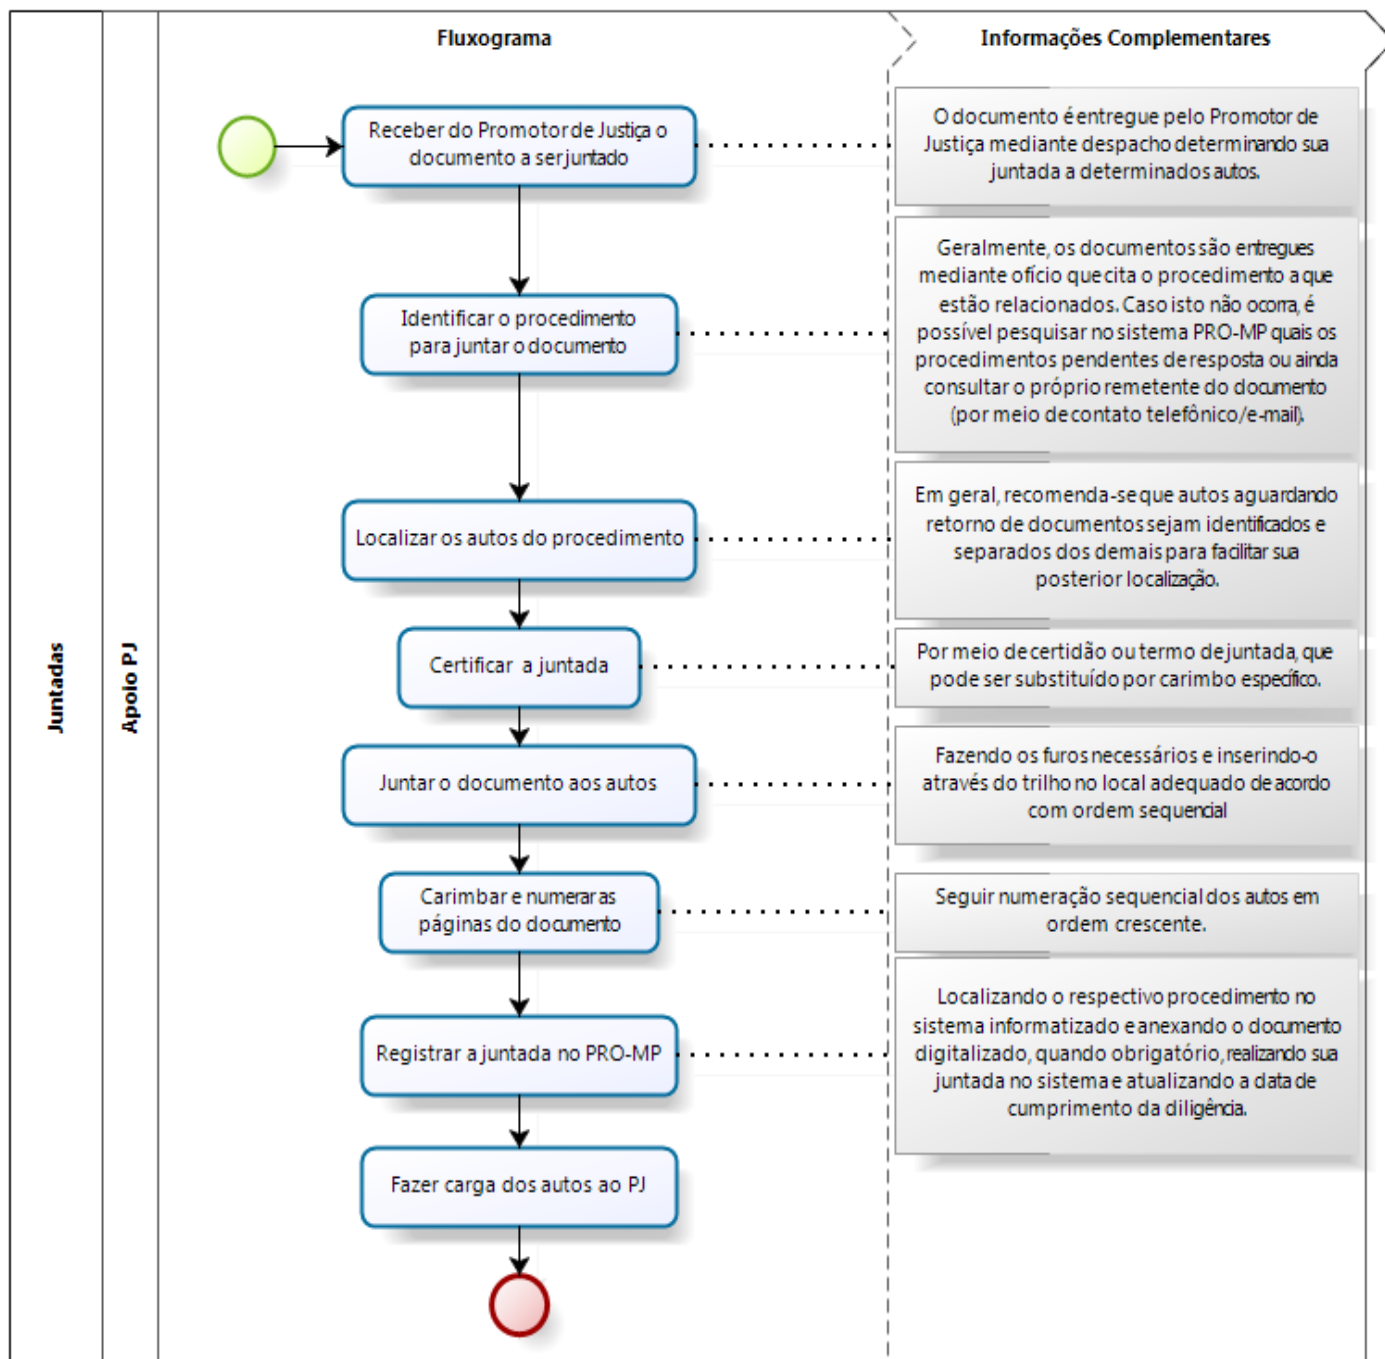 Fluxograma
Informações Complementares
Juntadas
Apoio PJ
Receber do Promotor de Justiça o
documento a ser juntado
O documento é entregue pelo Promotor de
Justiça mediante despacho determinando sua
juntada a determinados autos.
Identificar o procedimento
para juntar o documento
Geralmente, os documentos são entregues
mediante ofício que cita o procedimento a que
estão relacionados. Caso isto não ocorra, é
possível pesquisar no sistema PRO-MP quais os
procedimentos pendentes de resposta ou ainda
consultar o próprio remetente do documento
(por meio de contato telefônico/e-mail).
Localizar os autos do procedimento
Em geral, recomenda-se que autos aguardando
retorno de documentos sejam identificados e
separados dos demais para facilitar sua
posterior localização.
Certificar a juntada
Por meio de certidão ou termo de juntada, que
pode ser substituído por carimbo específico.
Juntar o documento aos autos
Fazendo os furos necessários e inserindo-o
através do trilho no local adequado de acordo
com ordem sequencial
Carimbar e numerar as
páginas do documento
Seguir numeração sequencial dos autos em
ordem crescente.
Registrar a juntada no PRO-MP
Localizando o respectivo procedimento no
sistema informatizado e anexando o documento
digitalizado, quando obrigatório, realizando sua
juntada no sistema e atualizando a data de
cumprimento da diligência.
Fazer carga dos autos ao PJ